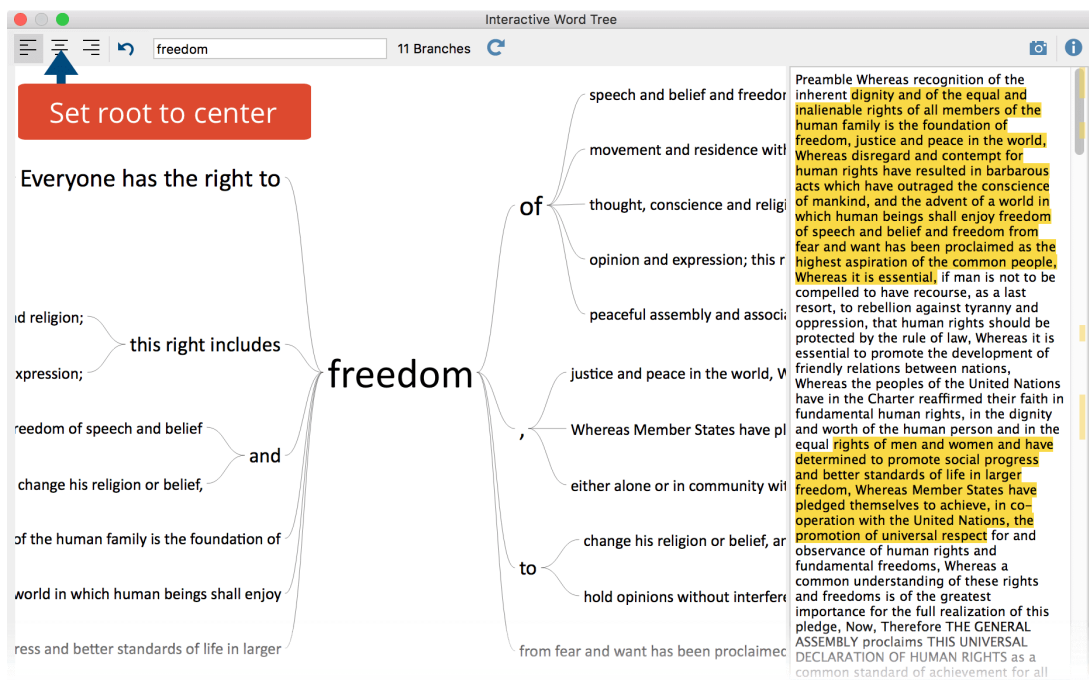 Interactive Word Tree
freedom
11 Branches
Set root to center
Everyone has the right to
nd religion;
this right includes
xpression;
reedom of speech and belief
and
change his religion or belief,
of the human family is the foundation of
world in which human beings shall enjoy
ress and better standards of life in larger
freedom
of
speech and belief and freedor
movement and residence with
thought, conscience and religi
opinion and expression; this r
peaceful assembly and associa
,
justice and peace in the world, W
Whereas Member States have pl
either alone or in community wit
to
change his religion or belief, an
hold opinions without interfere
from fear and want has been proclaimed
Preamble Whereas recognition of the
inherent dignity and of the equal and
inalienable rights of all members of the
human family is the foundation of
freedom, justice and peace in the world,
Whereas disregard and contempt for
human rights have resulted in barbarous
acts which have outraged the conscience
of mankind, and the advent of a world in
which human beings shall enjoy freedom
of speech and belief and freedom from
fear and want has been proclaimed as the
highest aspiration of the common people,
Whereas it is essential, if man is not to be
compelled to have recourse, as a last
resort, to rebellion against tyranny and
oppression, that human rights should be
protected by the rule of law, Whereas it is
essential to promote the development of
friendly relations between nations,
Whereas the peoples of the United Nations
have in the Charter reaffirmed their faith in
fundamental human rights, in the dignity
and worth of the human person and in the
equal rights of men and women and have
determined to promote social progress
and better standards of life in larger
freedom, Whereas Member States have
pledged themselves to achieve, in co-
operation with the United Nations, the
promotion of universal respect for and
observance of human rights and
fundamental freedoms, Whereas a
common understanding of these rights
and freedoms is of the greatest
importance for the full realization of this
pledge, Now, Therefore THE GENERAL
ASSEMBLY proclaims THIS UNIVERSAL
DECLARATION OF HUMAN RIGHTS as a
common standard of achievement for all